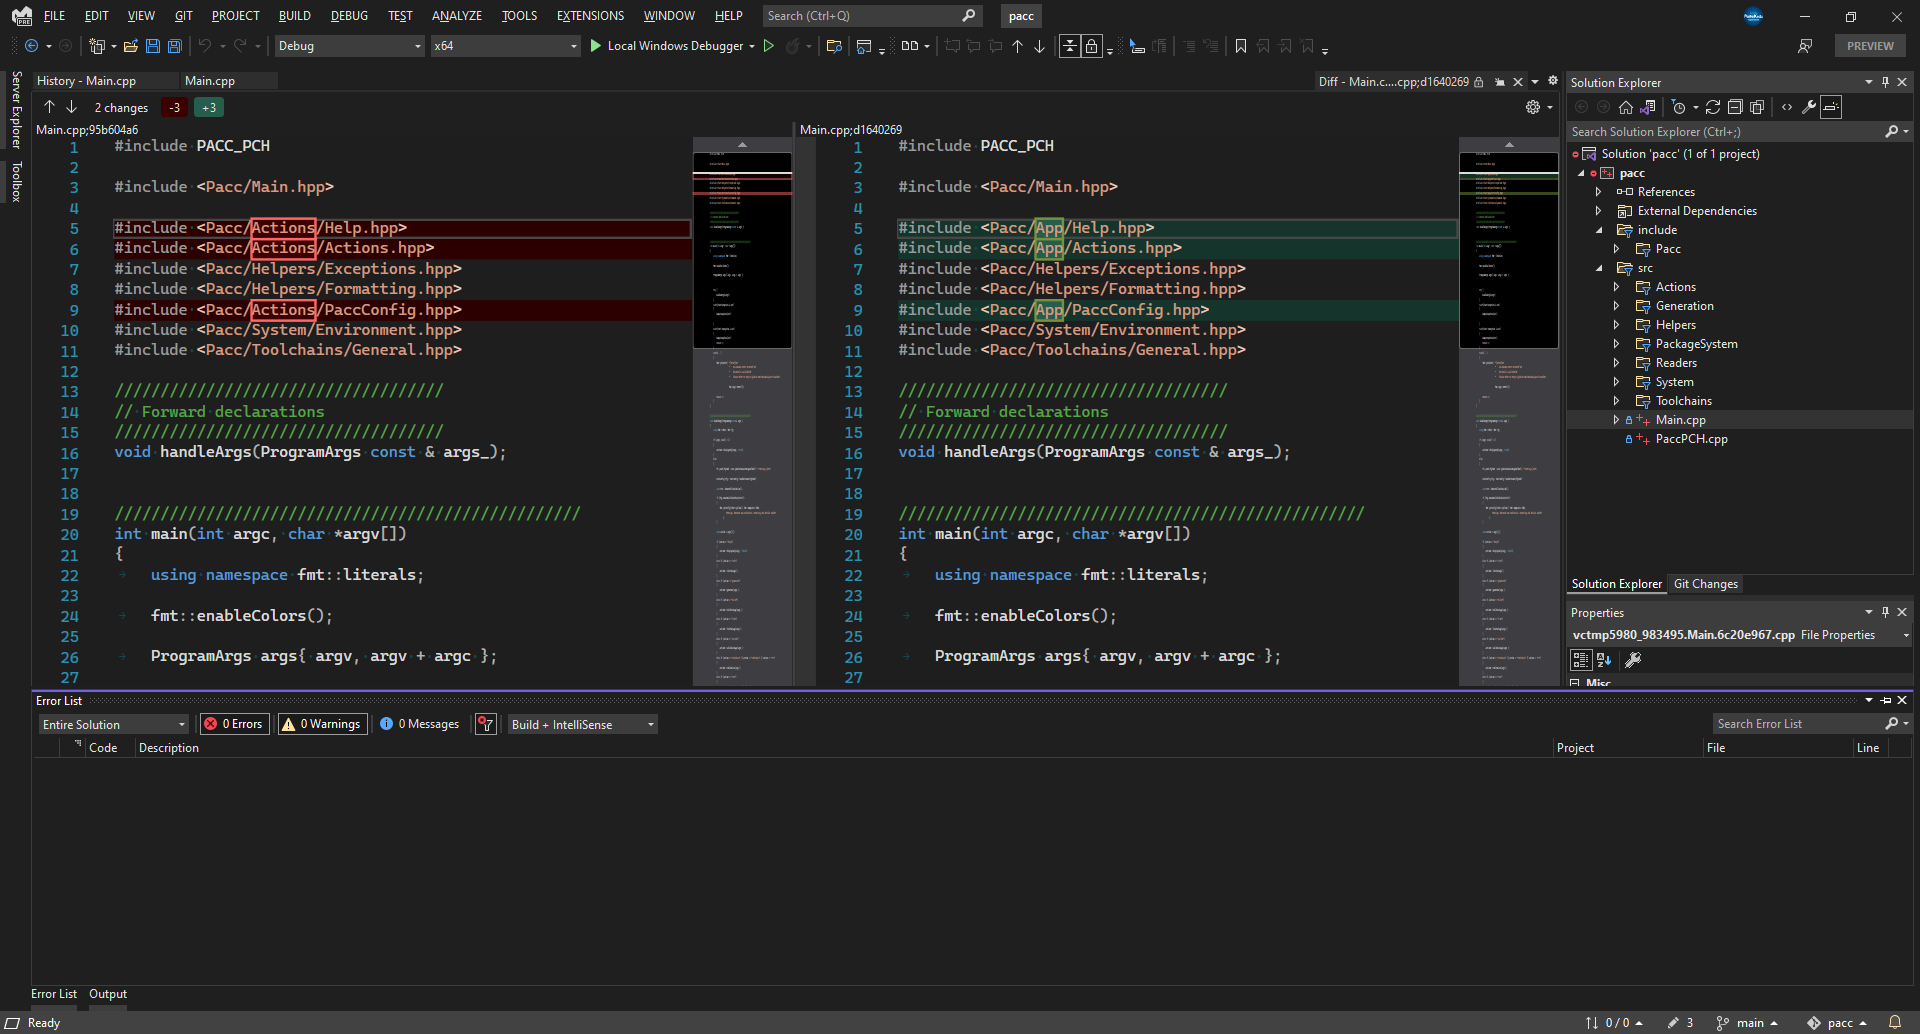 FILE EDIT VIEW GIT PROJECT BUILD DEBUG TEST ANALYZE TOOLS EXTENSIONS WINDOW HELP Search (Ctrl+Q) pacc
Debug x64 Local Windows Debugger PREVIEW
Server Explorer
Toolbox
History - Main.cpp Main.cpp Diff - Main.c....cpp;d1640269
2 changes -3 +3
Main.cpp;95b604a6
1 #include PACC_PCH
2
3 #include <Pacc/Main.hpp>
4
5 #include <Pacc/Actions/Help.hpp>
6 #include <Pacc/Actions/Actions.hpp>
7 #include <Pacc/Helpers/Exceptions.hpp>
8 #include <Pacc/Helpers/Formatting.hpp>
9 #include <Pacc/Actions/PaccConfig.hpp>
10 #include <Pacc/System/Environment.hpp>
11 #include <Pacc/Toolchains/General.hpp>
12
13 ////////////////////////////////////
14 // Forward declarations
15 ////////////////////////////////////
16 void handleArgs(ProgramArgs const & args_);
17
18
19 ///////////////////////////////////////////////////
20 int main(int argc, char *argv[])
21 {
22 using namespace fmt::literals;
23
24 fmt::enableColors();
25
26 ProgramArgs args{ argv, argv + argc };
27
Main.cpp;d1640269
1 #include PACC_PCH
2
3 #include <Pacc/Main.hpp>
4
5 #include <Pacc/App/Help.hpp>
6 #include <Pacc/App/Actions.hpp>
7 #include <Pacc/Helpers/Exceptions.hpp>
8 #include <Pacc/Helpers/Formatting.hpp>
9 #include <Pacc/App/PaccConfig.hpp>
10 #include <Pacc/System/Environment.hpp>
11 #include <Pacc/Toolchains/General.hpp>
12
13 ////////////////////////////////////
14 // Forward declarations
15 ////////////////////////////////////
16 void handleArgs(ProgramArgs const & args_);
17
18
19 ///////////////////////////////////////////////////
20 int main(int argc, char *argv[])
21 {
22 using namespace fmt::literals;
23
24 fmt::enableColors();
25
26 ProgramArgs args{ argv, argv + argc };
27
Solution Explorer
Search Solution Explorer (Ctrl+;)
Solution 'pacc' (1 of 1 project)
pacc
References
External Dependencies
include
Pacc
src
Actions
Generation
Helpers
PackageSystem
Readers
System
Toolchains
Main.cpp
PaccPCH.cpp
Solution Explorer Git Changes
Properties
vctmp5980_983495.Main.6c20e967.cpp File Properties
Misc
Error List
Entire Solution 0 Errors 0 Warnings 0 Messages Build + IntelliSense Search Error List
Code Description Project File Line
Error List Output
Ready 0 / 0 3 main pacc